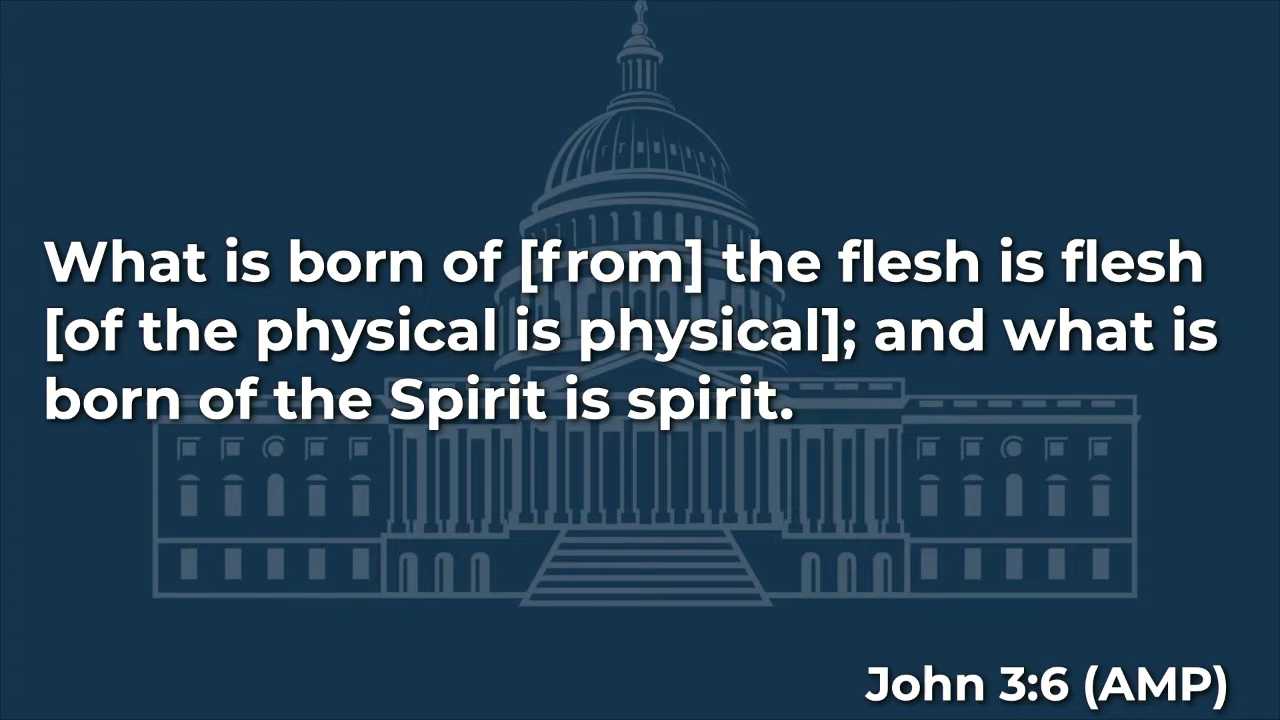 What is born of [from] the flesh is flesh
[of the physical is physical]; and what is
born of the Spirit is spirit.
John 3:6 (AMP)